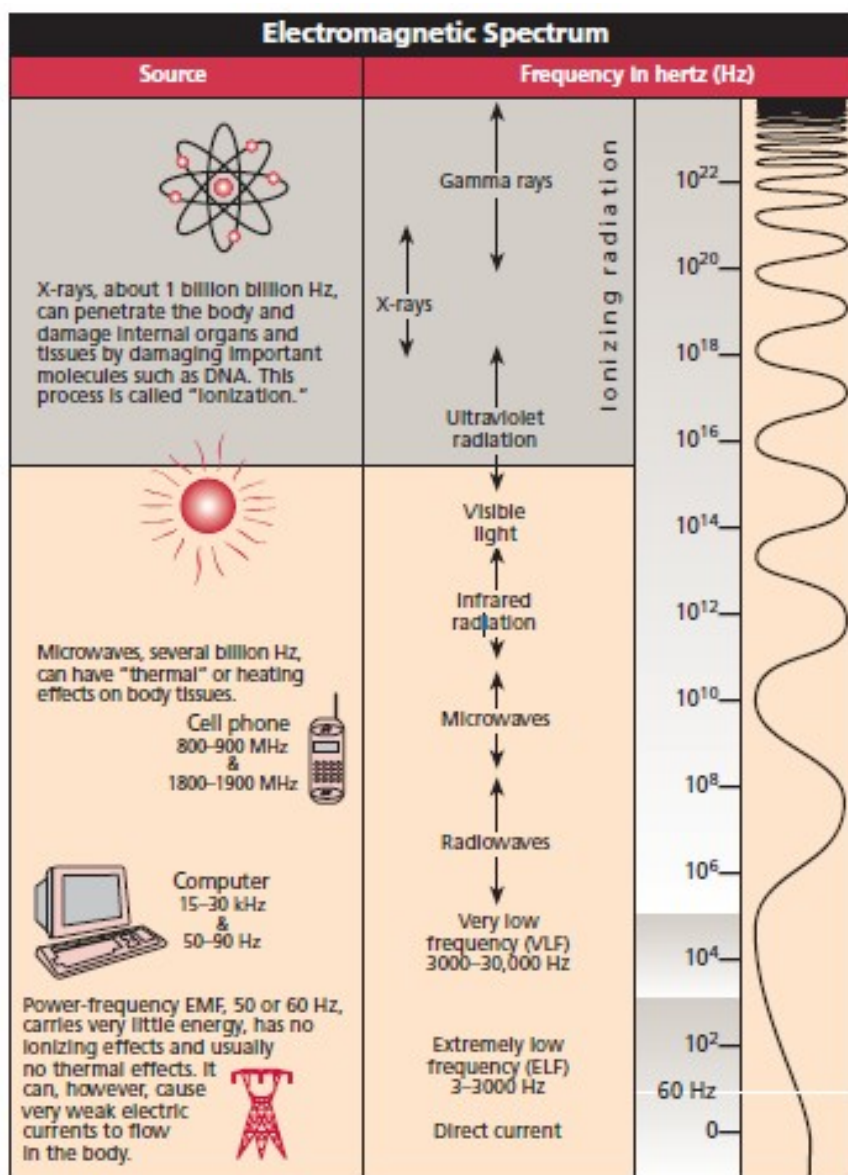 Electromagnetic Spectrum
Source
Frequency in hertz (Hz)
Gamma rays
X-rays
Ionizing radiation
X-rays, about 1 billion billion Hz,
can penetrate the body and
damage internal organs and
tissues by damaging important
molecules such as DNA. This
process is called “ionization.”
Ultraviolet
radiation
Visible
light
Infrared
radiation
Microwaves, several billion Hz,
can have “thermal” or heating
effects on body tissues.
Cell phone
800–900 MHz
&
1800–1900 MHz
Microwaves
Radiowaves
Computer
15–30 kHz
&
50–90 Hz
Very low
frequency (VLF)
3000–30,000 Hz
Power-frequency EMF, 50 or 60 Hz,
carries very little energy, has no
ionizing effects and usually
no thermal effects. It
can, however, cause
very weak electric
currents to flow
in the body.
Extremely low
frequency (ELF)
3–3000 Hz
Direct current
10²²
10²⁰
10¹⁸
10¹⁶
10¹⁴
10¹²
10¹⁰
10⁸
10⁶
10⁴
10²
60 Hz
0